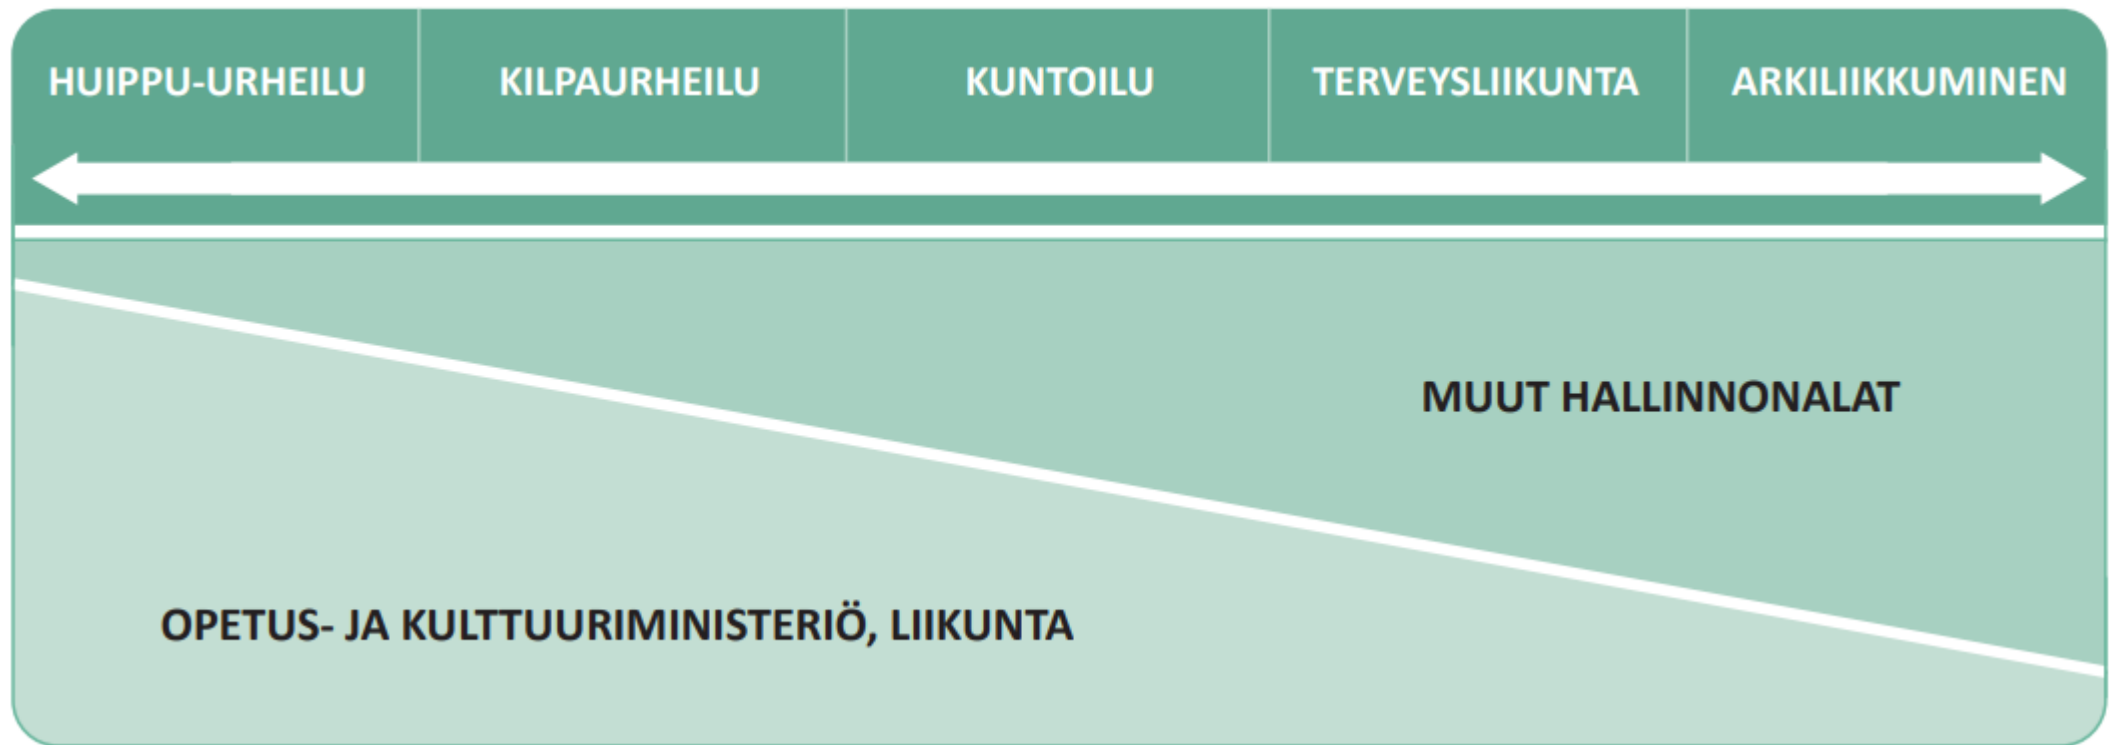 HUIPPU-URHEILU
KILPAURHEILU
KUNTOILU
TERVEYSLIIKUNTA
ARKILIIKKUMINEN
MUUT HALLINNONALAT
OPETUS- JA KULTTUURIMINISTERIÖ, LIIKUNTA